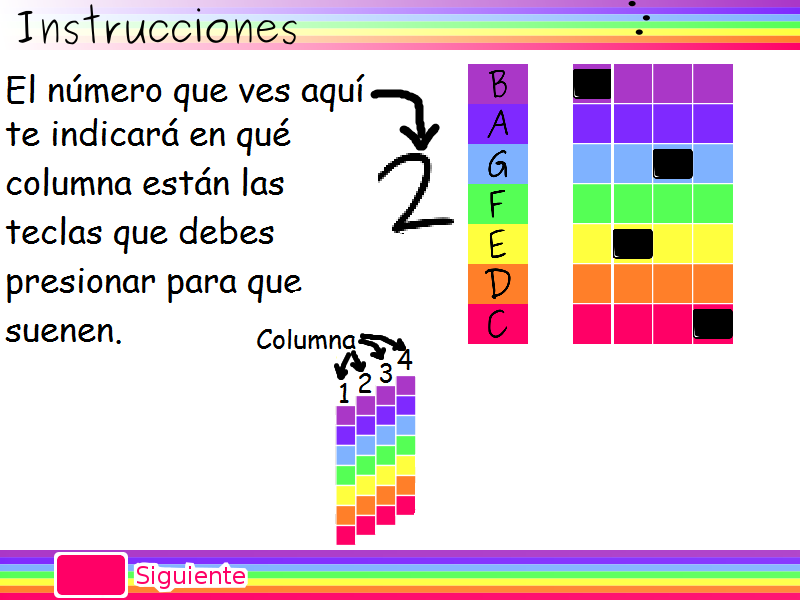 Instrucciones
El número que ves aquí
te indicará en qué
columna están las
teclas que debes
presionar para que
suenen.
2
B
A
G
F
E
D
C
Columna
1 2 3 4
Siguiente